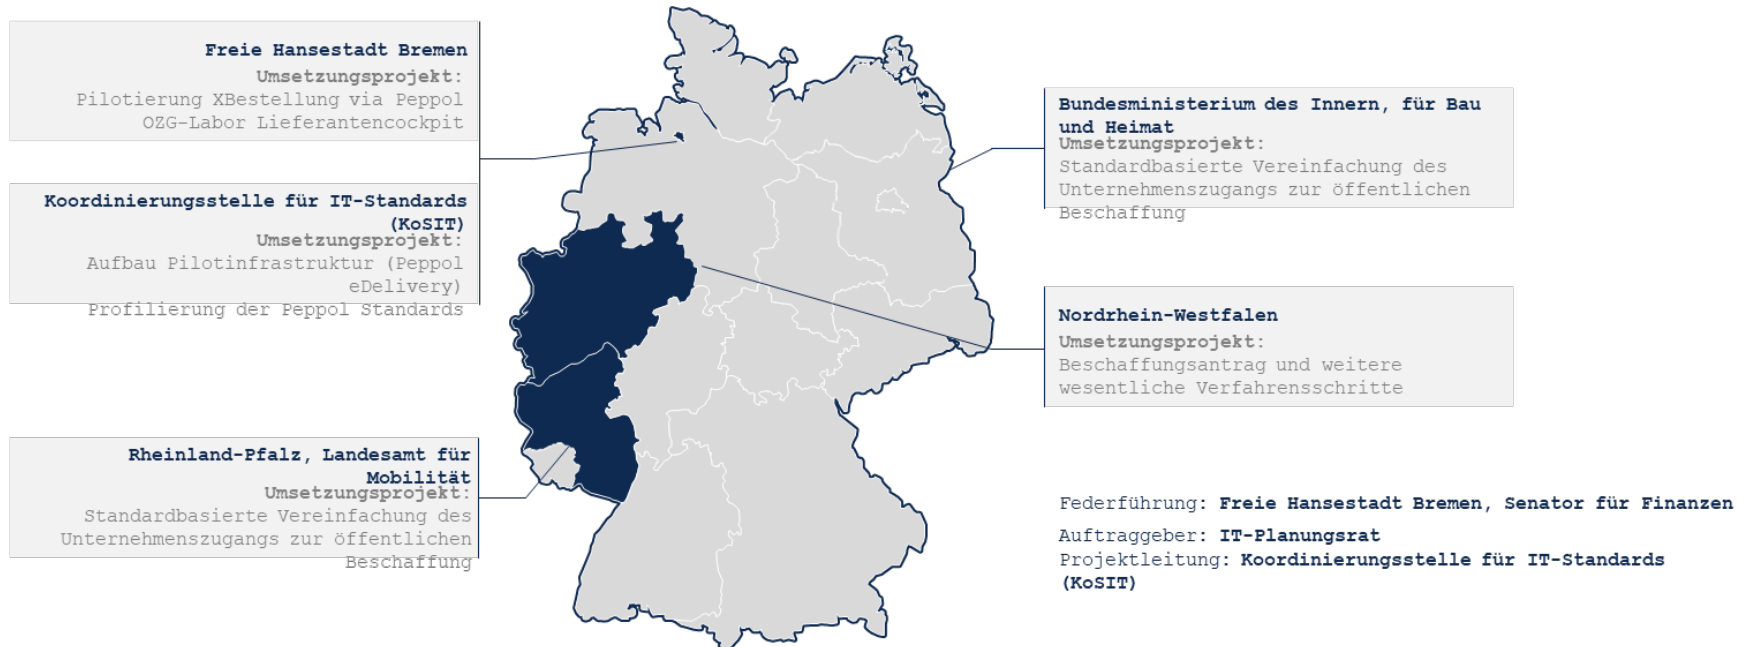 Freie Hansestadt Bremen
Umsetzungsprojekt:
Pilotierung XBestellung via Peppol
OZG-Labor Lieferantencockpit
Koordinierungsstelle für IT-Standards
(KoSIT)
Umsetzungsprojekt:
Aufbau Pilotinfrastruktur (Peppol
eDelivery)
Profilierung der Peppol Standards
Rheinland-Pfalz, Landesamt für
Mobilität
Umsetzungsprojekt:
Standardbasierte Vereinfachung des
Unternehmenszugangs zur öffentlichen
Beschaffung
Bundesministerium des Innern, für Bau
und Heimat
Umsetzungsprojekt:
Standardbasierte Vereinfachung des
Unternehmenszugangs zur öffentlichen
Beschaffung
Nordrhein-Westfalen
Umsetzungsprojekt:
Beschaffungsantrag und weitere
wesentliche Verfahrensschritte
Federführung: Freie Hansestadt Bremen, Senator für Finanzen
Auftraggeber: IT-Planungsrat
Projektleitung: Koordinierungsstelle für IT-Standards
(KoSIT)